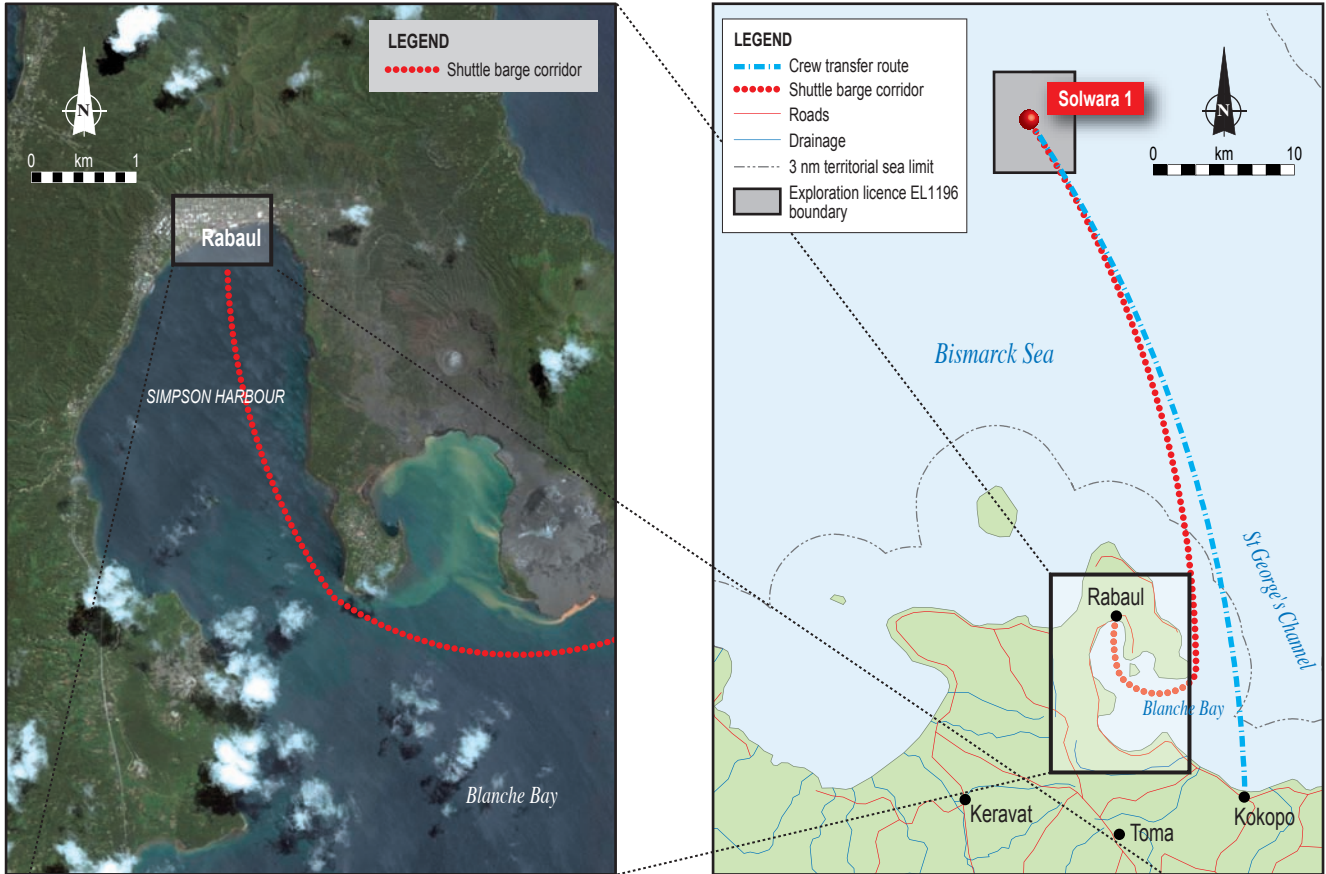 LEGEND
Shuttle barge corridor
N
0 km 1
Rabaul
SIMPSON HARBOUR
Blanche Bay
LEGEND
Crew transfer route
Shuttle barge corridor
Roads
Drainage
3 nm territorial sea limit
Exploration licence EL1196
boundary
Solwara 1
N
0 km 10
Bismarck Sea
St George's Channel
Rabaul
Blanche Bay
Keravat
Toma
Kokopo